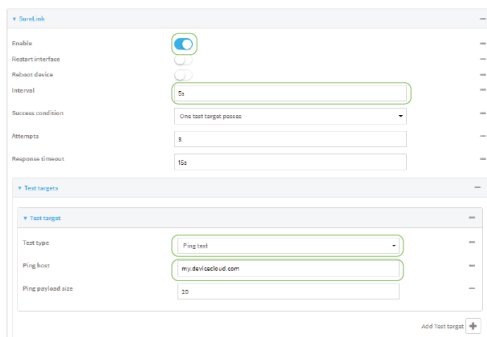 SureLink
Enable
Restart interface
Reboot device
Interval
5s
Success condition
One test target passes
Attempts
3
Response timeout
15s
Test targets
Test target
Test type
Ping test
Ping host
my.devicecloud.com
Ping payload size
20
Add Test target